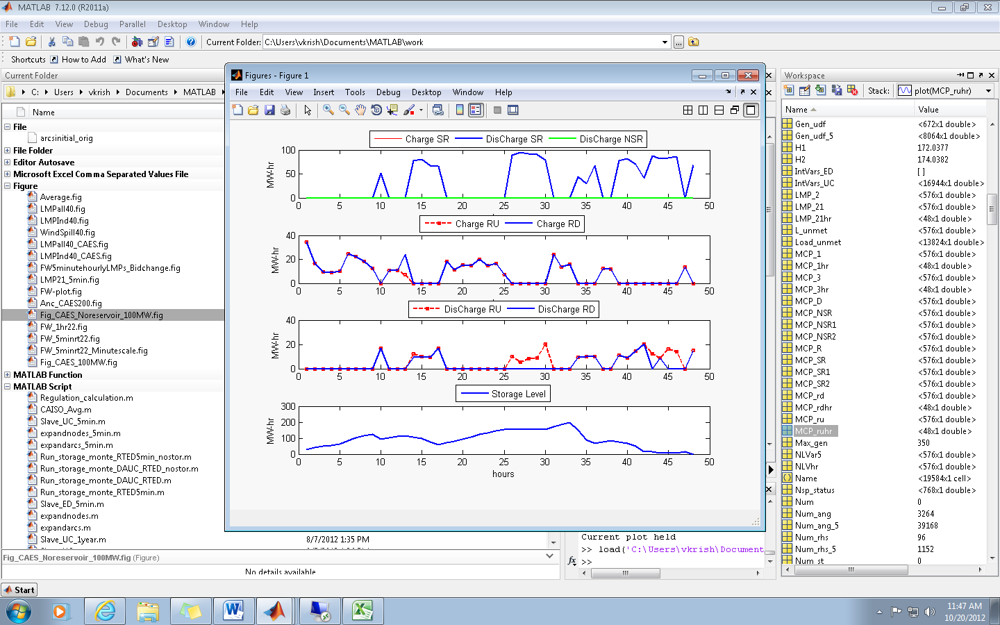 MATLAB 7.12.0 (R2011a)
File Edit View Debug Parallel Desktop Window Help
Current Folder: C:\Users\vkrish\Documents\MATLAB\work
Shortcuts How to Add What's New
Current Folder
C: Users vkrish Documents MATLAB
Name
File
arcsinitial_orig
File Folder
Editor Autosave
Microsoft Excel Comma Separated Values File
Figure
Average.fig
LMPall40.fig
LMPInd40.fig
WindSpill40.fig
LMPall40_CAES.fig
LMPInd40_CAES.fig
FW5minutehourlyLMPs_Bidchange.fig
LMP21_5min.fig
FW-plot.fig
Anc_CAES200.fig
Fig_CAES_Noreservoir_100MW.fig
FW_1hr22.fig
FW_5minrt22.fig
FW_5minrt22_Minutescale.fig
Fig_CAES_100MW.fig
MATLAB Function
MATLAB Script
Regulation_calculation.m
CAISO_Avg.m
Slave_UC_5min.m
expandnodes_5min.m
expandarcs_5min.m
Run_storage_monte_RTED5min_nostor.m
Run_storage_monte_DAUC_RTED_nostor.m
Run_storage_monte_DAUC_RTED.m
Run_storage_monte_RTED5min.m
Slave_ED_5min.m
expandnodes.m
expandarcs.m
Slave_UC_1year.m
8/7/2012 1:35 PM
Fig_CAES_Noreservoir_100MW.fig (Figure)
No details available
Figures - Figure 1
File Edit View Insert Tools Debug Desktop Window Help
Charge SR DisCharge SR DisCharge NSR
MW-hr
100
50
0
0 5 10 15 20 25 30 35 40 45 50
Charge RU Charge RD
MW-hr
40
20
0
0 5 10 15 20 25 30 35 40 45 50
DisCharge RU DisCharge RD
MW-hr
40
20
0
0 5 10 15 20 25 30 35 40 45 50
Storage Level
MW-hr
300
200
100
0
0 5 10 15 20 25 30 35 40 45 50
hours
Current plot held
>> load('C:\Users\vkrish\Document
>>
fx
Workspace
Stack: plot(MCP_ruhr)
Name Value
Gen_udf <672x1 double>
Gen_udf_5 <8064x1 double>
H1 172.0377
H2 174.0382
IntVars_ED [ ]
IntVars_UC <16944x1 double>
LMP_2 <576x1 double>
LMP_21 <576x1 double>
LMP_21hr <48x1 double>
L_unmet <576x1 double>
Load_unmet <13824x1 double>
MCP_1 <576x1 double>
MCP_1hr <48x1 double>
MCP_3 <576x1 double>
MCP_3hr <48x1 double>
MCP_D <576x1 double>
MCP_NSR <576x1 double>
MCP_NSR1 <576x1 double>
MCP_NSR2 <576x1 double>
MCP_R <576x1 double>
MCP_SR <576x1 double>
MCP_SR1 <576x1 double>
MCP_SR2 <576x1 double>
MCP_rd <576x1 double>
MCP_rdhr <48x1 double>
MCP_ru <576x1 double>
MCP_ruhr <48x1 double>
Max_gen 350
NLVar5 <576x1 double>
NLVhr <576x1 double>
Name <19584x1 cell>
Nsp_status <768x1 double>
Num 0
Num_ang 3264
Num_ang_5 39168
Num_rhs 96
Num_rhs_5 1152
Num_st 0
Start
11:47 AM
10/20/2012